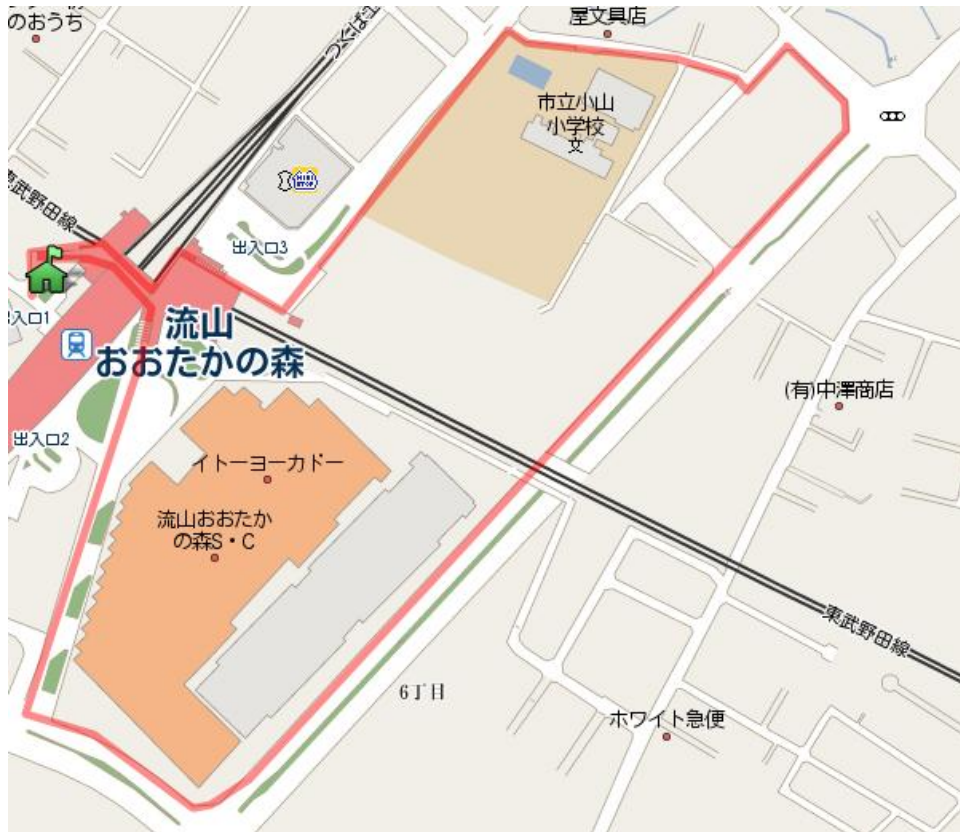 のおうち
屋文具店
つくばエ
市立小山
小学校
文
MINI
STOP
東武野田線
出入口3
出入口1
流山
おおたかの森
出入口2
(有)中澤商店
イトーヨーカドー
流山おおたか
の森S・C
東武野田線
6丁目
ホワイト急便